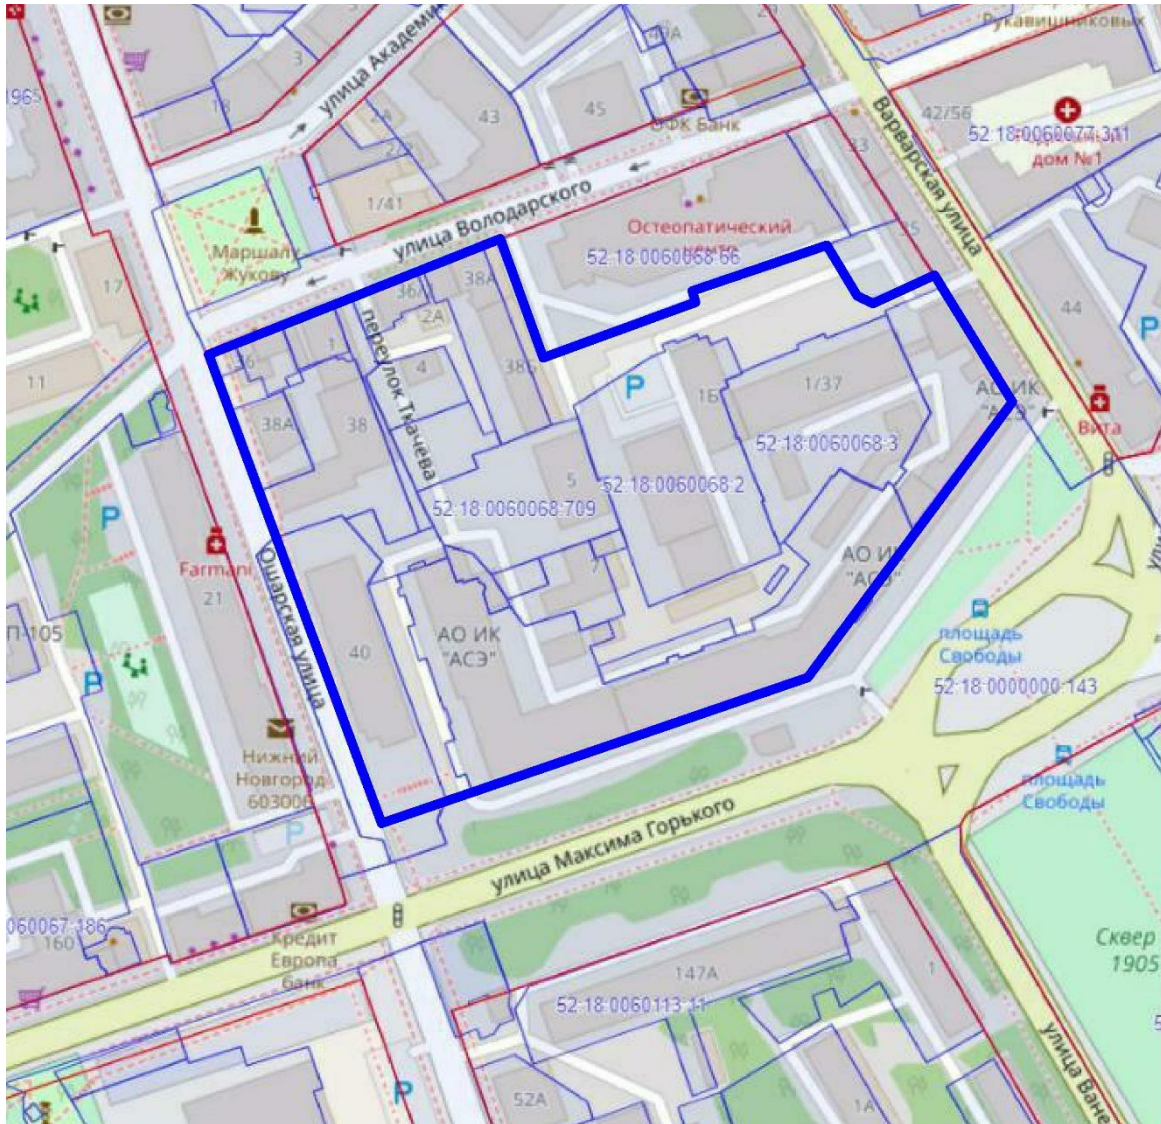 Рукавишниковых
49А
29
1965
улица Академи
3
18
2А
43
45
ОФК Банк
42/56
52:18:0060077:311
дом №1
33
Варварская улица
1/41
улица Володарского
Остеопатический
центр
52:18:0060068:66
35
Маршалу
Жукову
17
36А
38А
2А
44
36
1
переулок Ткачева
4
38Б
P
1Б
1/37
АО ИК
"АСЭ"
Вита
P
11
38А
38
52:18:0060068:3
5
52:18:0060068:2
52:18:0060068:709
P
Farmani
21
Ошарская улица
7
АО ИК
"АСЭ"
П-105
40
АО ИК
"АСЭ"
площадь
Свободы
P
52:18:0000000:143
Нижний
Новгород
603006
P
площадь
Свободы
улица Максима Горького
060067:186
160
Кредит
Европа
банк
Сквер
1905
147А
1
52:18:0060113:11
улица Ване
P
52А
1А